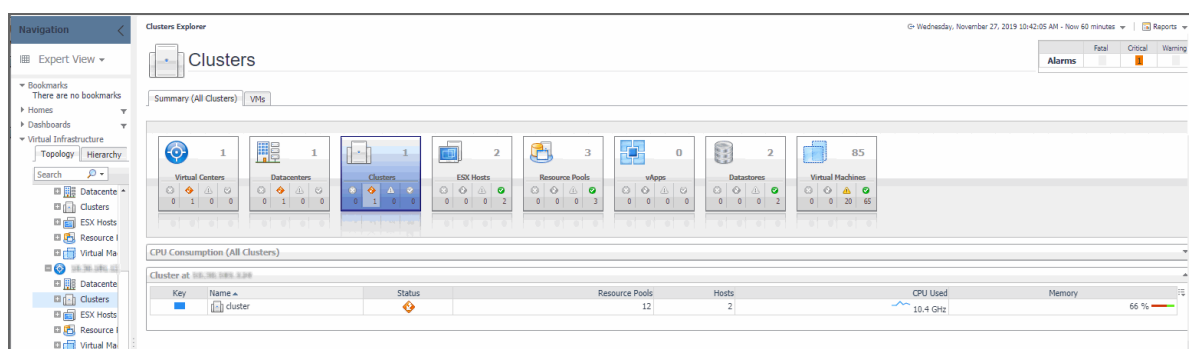 Navigation
Expert View
Bookmarks
There are no bookmarks
Homes
Dashboards
Virtual Infrastructure
Topology Hierarchy
Search
Datacente
Clusters
ESX Hosts
Resource
Virtual Ma
Datacente
Clusters
ESX Hosts
Resource
Virtual Ma
Clusters Explorer
Wednesday, November 27, 2019 10:42:05 AM - Now 60 minutes Reports
Clusters
Fatal Critical Warning
Alarms 1
Summary (All Clusters) VMs
1 1 1 2 3 0 2 85
Virtual Centers Datacenters Clusters ESX Hosts Resource Pools vApps Datastores Virtual Machines
0 1 0 0 0 1 0 0 0 1 0 0 0 0 0 2 0 0 0 3 0 0 0 0 0 0 0 2 0 0 20 65
CPU Consumption (All Clusters)
Cluster at
Key Name Status Resource Pools Hosts CPU Used Memory
cluster 12 2 10.4 GHz 66 %